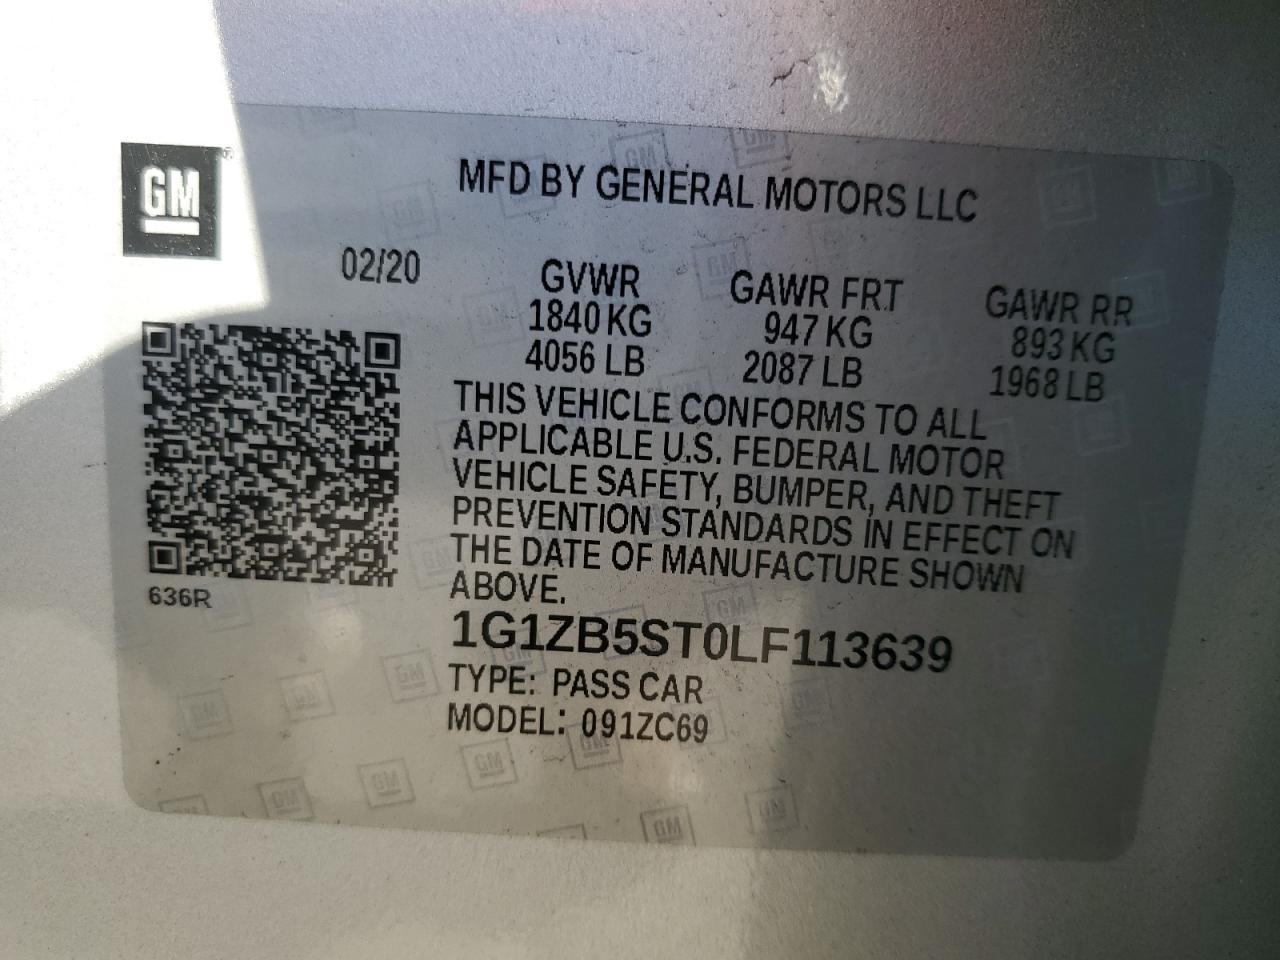 GM
MFD BY GENERAL MOTORS LLC
02/20
GVWR
1840 KG
4056 LB
GAWR FRT
947 KG
2087 LB
GAWR RR
893 KG
1968 LB
THIS VEHICLE CONFORMS TO ALL
APPLICABLE U.S. FEDERAL MOTOR
VEHICLE SAFETY, BUMPER, AND THEFT
PREVENTION STANDARDS IN EFFECT ON
THE DATE OF MANUFACTURE SHOWN
ABOVE.
636R
1G1ZB5ST0LF113639
TYPE: PASS CAR
MODEL: 091ZC69